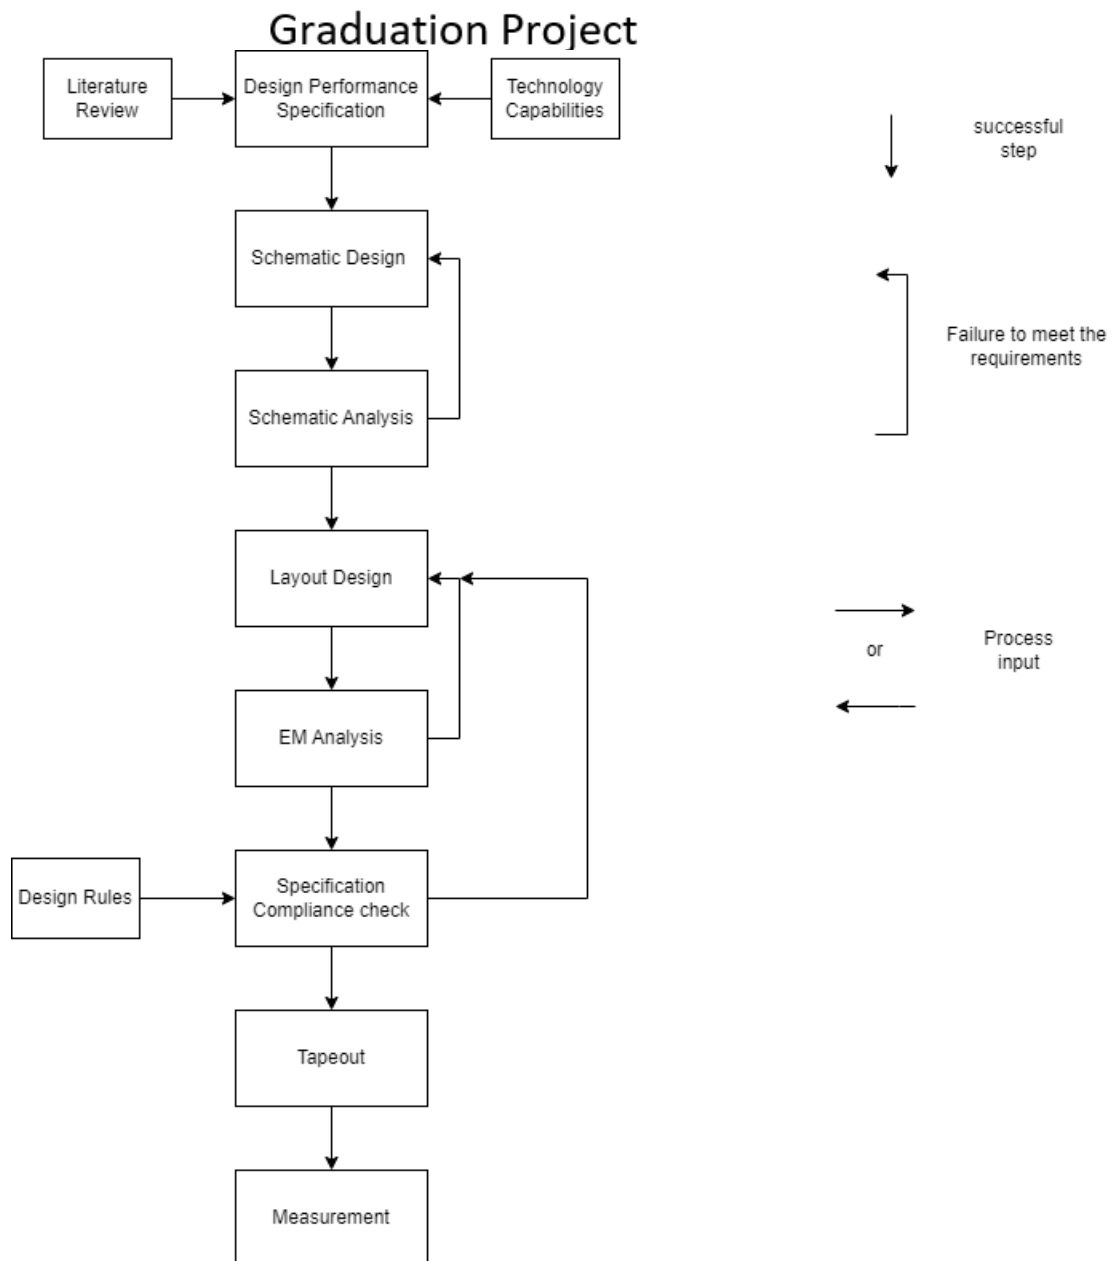 Graduation Project
Literature
Review
Design Performance
Specification
Technology
Capabilities
successful
step
Schematic Design
Failure to meet the
requirements
Schematic Analysis
Layout Design
or
Process
input
EM Analysis
Design Rules
Specification
Compliance check
Tapeout
Measurement